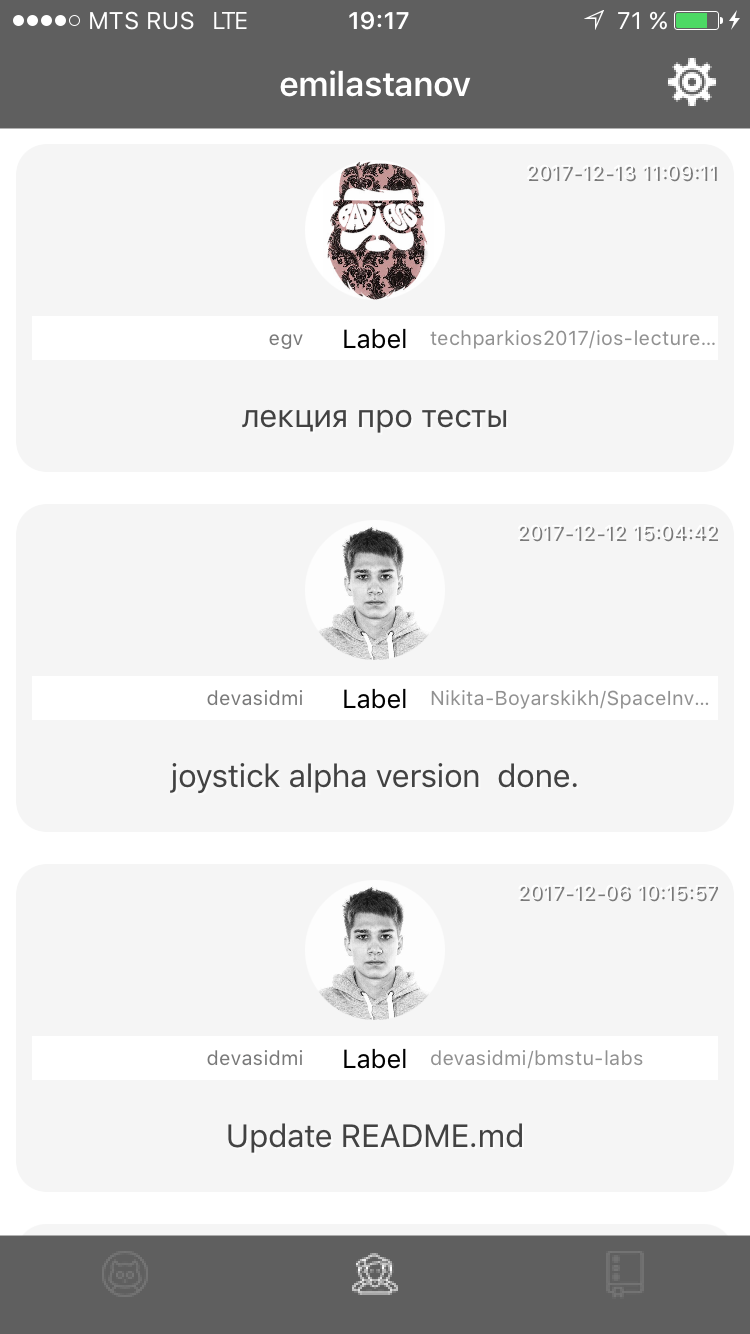 MTS RUS LTE 19:17 71 %
emilastanov
2017-12-13 11:09:11
BAD
egv Label techparkios2017/ios-lecture...
лекция про тесты
2017-12-12 15:04:42
devasidmi Label Nikita-Boyarskikh/SpaceInv...
joystick alpha version done.
2017-12-06 10:15:57
devasidmi Label devasidmi/bmstu-labs
Update README.md